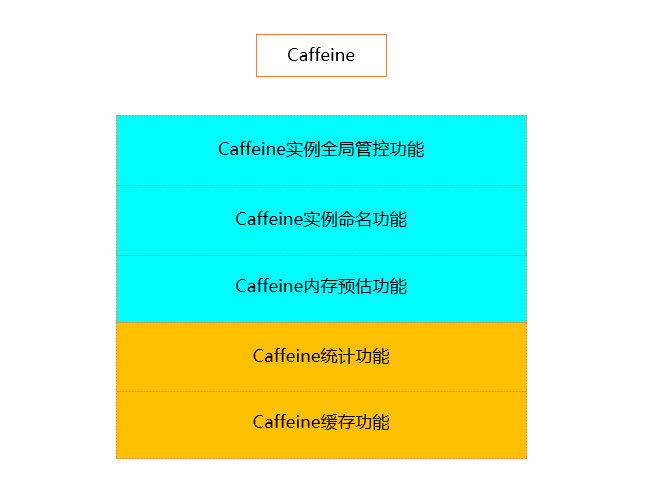 Caffeine
Caffeine实例全局管控功能
Caffeine实例命名功能
Caffeine内存预估功能
Caffeine统计功能
Caffeine缓存功能